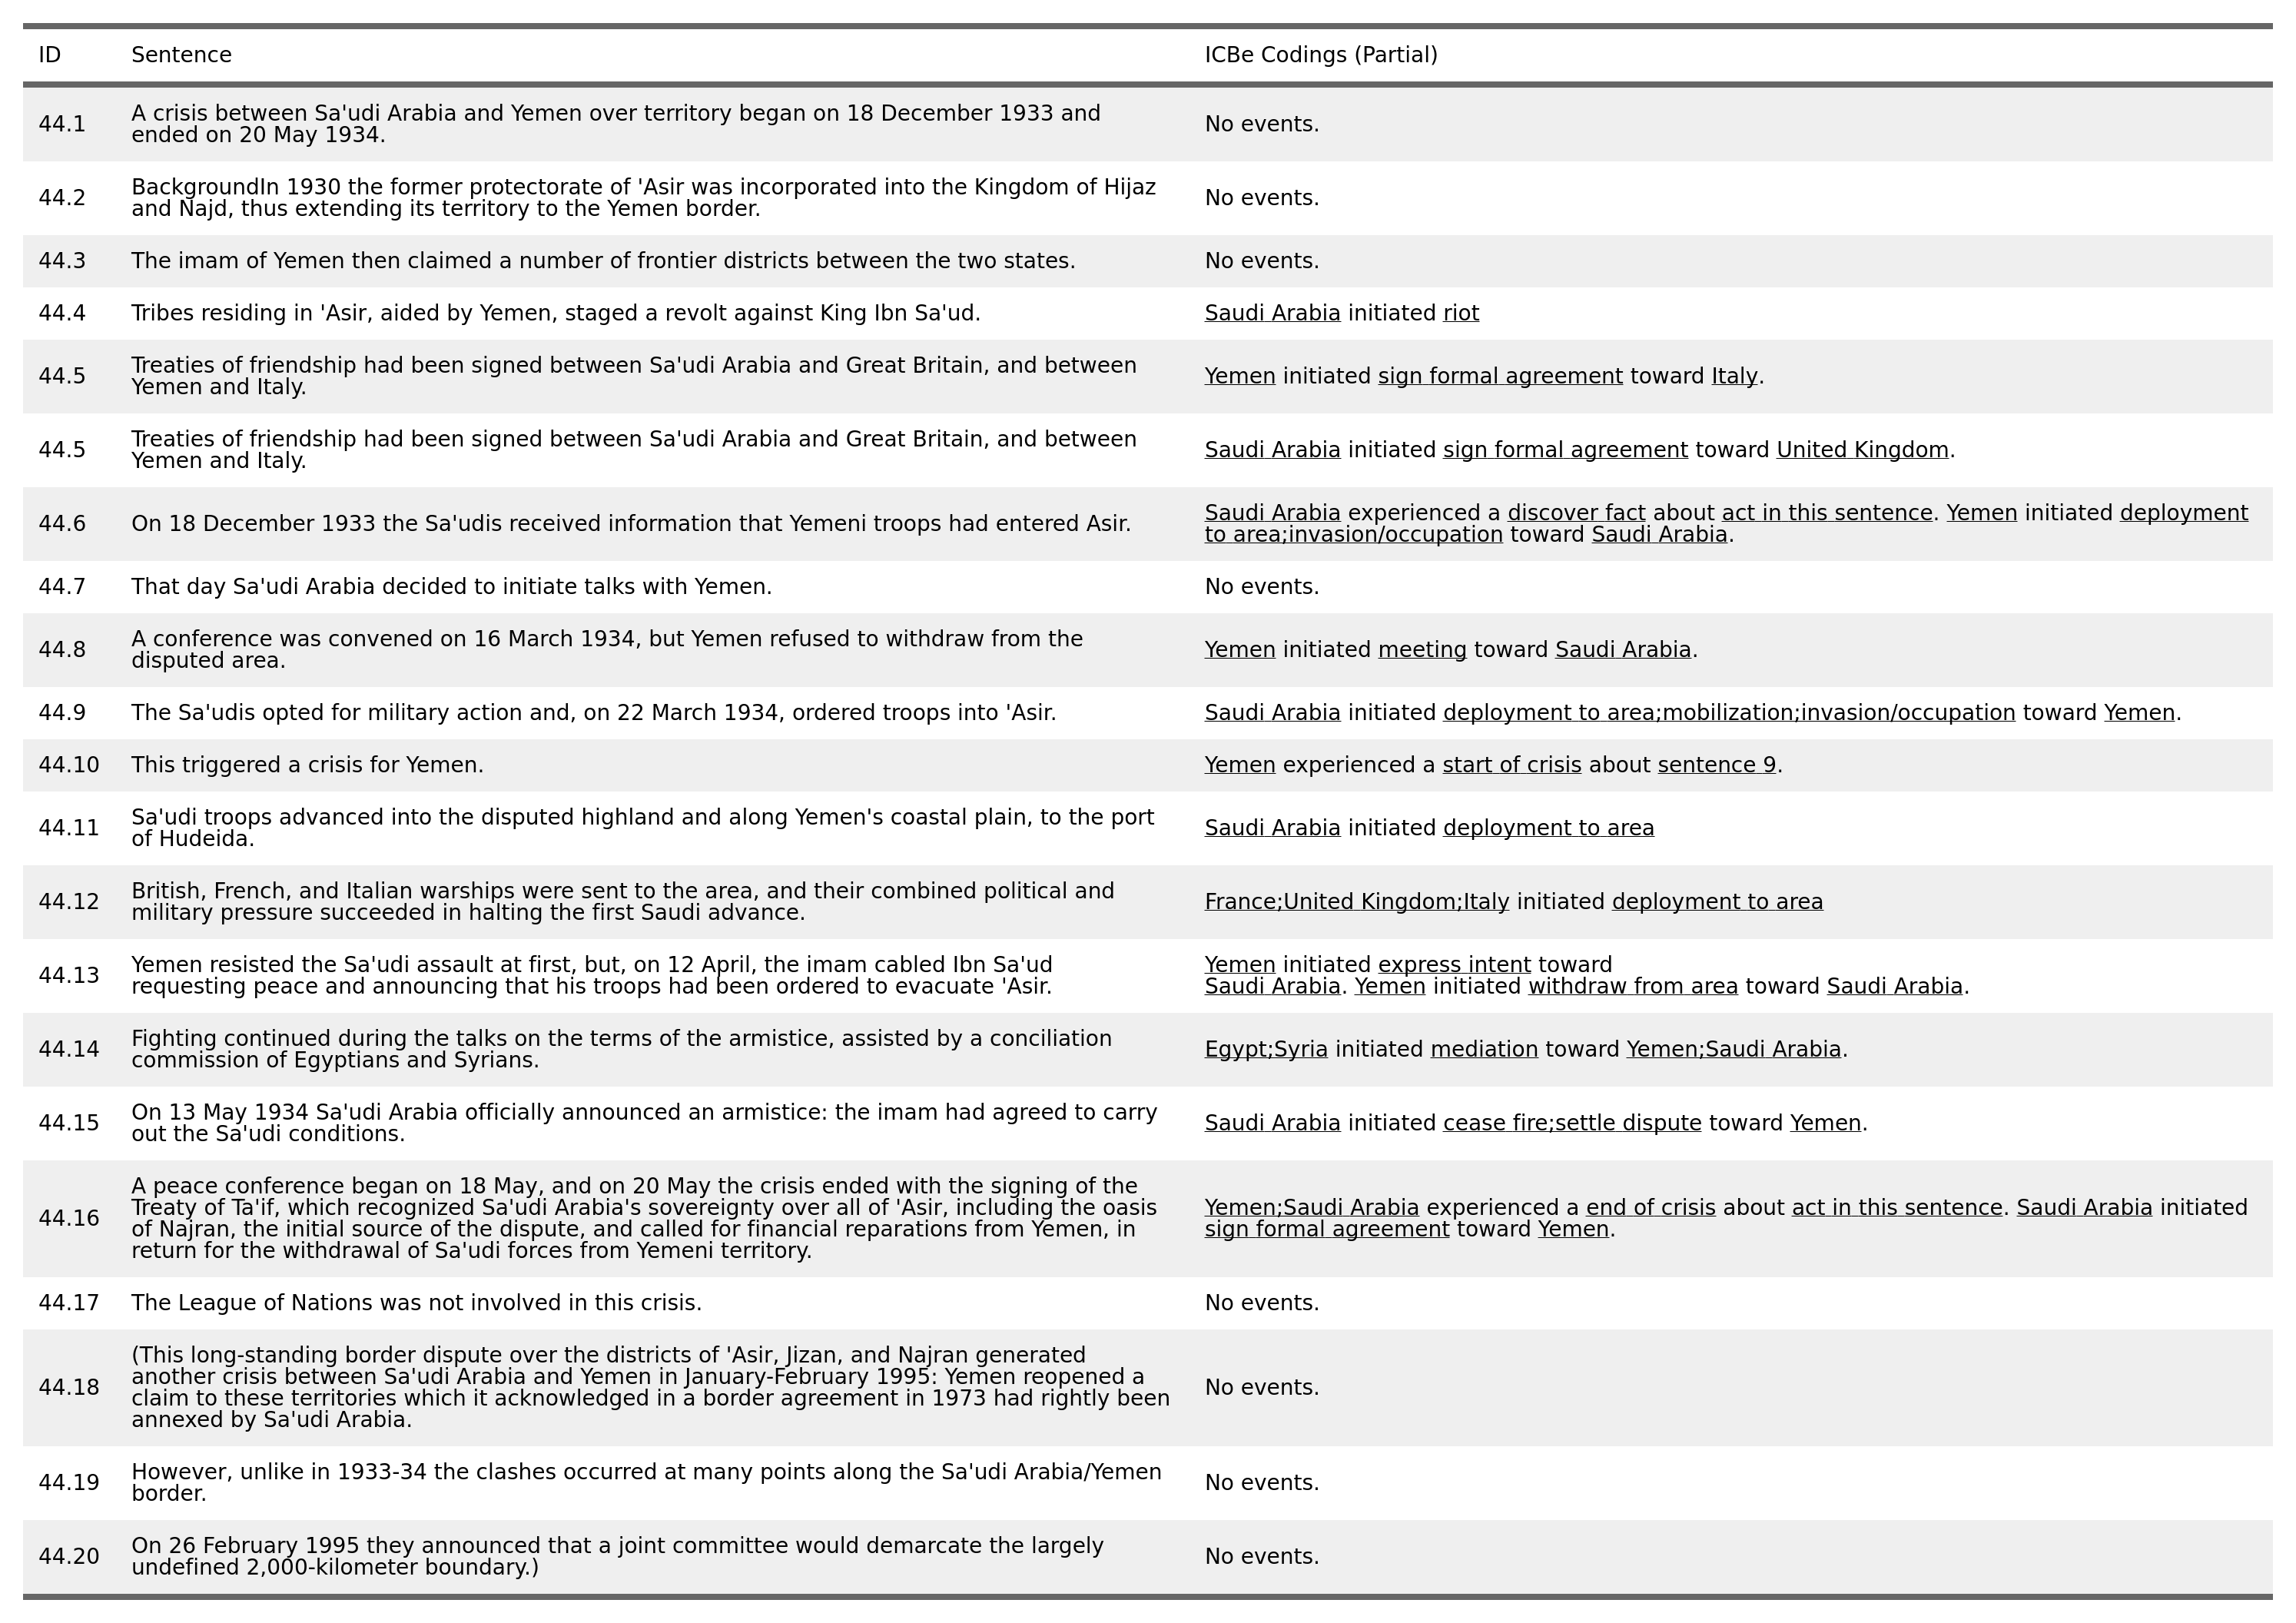 ID Sentence ICBe Codings (Partial)
44.1 A crisis between Sa'udi Arabia and Yemen over territory began on 18 December 1933 and
ended on 20 May 1934. No events.
44.2 BackgroundIn 1930 the former protectorate of 'Asir was incorporated into the Kingdom of Hijaz
and Najd, thus extending its territory to the Yemen border. No events.
44.3 The imam of Yemen then claimed a number of frontier districts between the two states. No events.
44.4 Tribes residing in 'Asir, aided by Yemen, staged a revolt against King Ibn Sa'ud. Saudi Arabia initiated riot
44.5 Treaties of friendship had been signed between Sa'udi Arabia and Great Britain, and between
Yemen and Italy. Yemen initiated sign formal agreement toward Italy.
44.5 Treaties of friendship had been signed between Sa'udi Arabia and Great Britain, and between
Yemen and Italy. Saudi Arabia initiated sign formal agreement toward United Kingdom.
44.6 On 18 December 1933 the Sa'udis received information that Yemeni troops had entered Asir. Saudi Arabia experienced a discover fact about act in this sentence. Yemen initiated deployment
to area;invasion/occupation toward Saudi Arabia.
44.7 That day Sa'udi Arabia decided to initiate talks with Yemen. No events.
44.8 A conference was convened on 16 March 1934, but Yemen refused to withdraw from the
disputed area. Yemen initiated meeting toward Saudi Arabia.
44.9 The Sa'udis opted for military action and, on 22 March 1934, ordered troops into 'Asir. Saudi Arabia initiated deployment to area;mobilization;invasion/occupation toward Yemen.
44.10 This triggered a crisis for Yemen. Yemen experienced a start of crisis about sentence 9.
44.11 Sa'udi troops advanced into the disputed highland and along Yemen's coastal plain, to the port
of Hudeida. Saudi Arabia initiated deployment to area
44.12 British, French, and Italian warships were sent to the area, and their combined political and
military pressure succeeded in halting the first Saudi advance. France;United Kingdom;Italy initiated deployment to area
44.13 Yemen resisted the Sa'udi assault at first, but, on 12 April, the imam cabled Ibn Sa'ud
requesting peace and announcing that his troops had been ordered to evacuate 'Asir. Yemen initiated express intent toward
Saudi Arabia. Yemen initiated withdraw from area toward Saudi Arabia.
44.14 Fighting continued during the talks on the terms of the armistice, assisted by a conciliation
commission of Egyptians and Syrians. Egypt;Syria initiated mediation toward Yemen;Saudi Arabia.
44.15 On 13 May 1934 Sa'udi Arabia officially announced an armistice: the imam had agreed to carry
out the Sa'udi conditions. Saudi Arabia initiated cease fire;settle dispute toward Yemen.
44.16 A peace conference began on 18 May, and on 20 May the crisis ended with the signing of the
Treaty of Ta'if, which recognized Sa'udi Arabia's sovereignty over all of 'Asir, including the oasis
of Najran, the initial source of the dispute, and called for financial reparations from Yemen, in
return for the withdrawal of Sa'udi forces from Yemeni territory. Yemen;Saudi Arabia experienced a end of crisis about act in this sentence. Saudi Arabia initiated
sign formal agreement toward Yemen.
44.17 The League of Nations was not involved in this crisis. No events.
44.18 (This long-standing border dispute over the districts of 'Asir, Jizan, and Najran generated
another crisis between Sa'udi Arabia and Yemen in January-February 1995: Yemen reopened a
claim to these territories which it acknowledged in a border agreement in 1973 had rightly been
annexed by Sa'udi Arabia. No events.
44.19 However, unlike in 1933-34 the clashes occurred at many points along the Sa'udi Arabia/Yemen
border. No events.
44.20 On 26 February 1995 they announced that a joint committee would demarcate the largely
undefined 2,000-kilometer boundary.) No events.